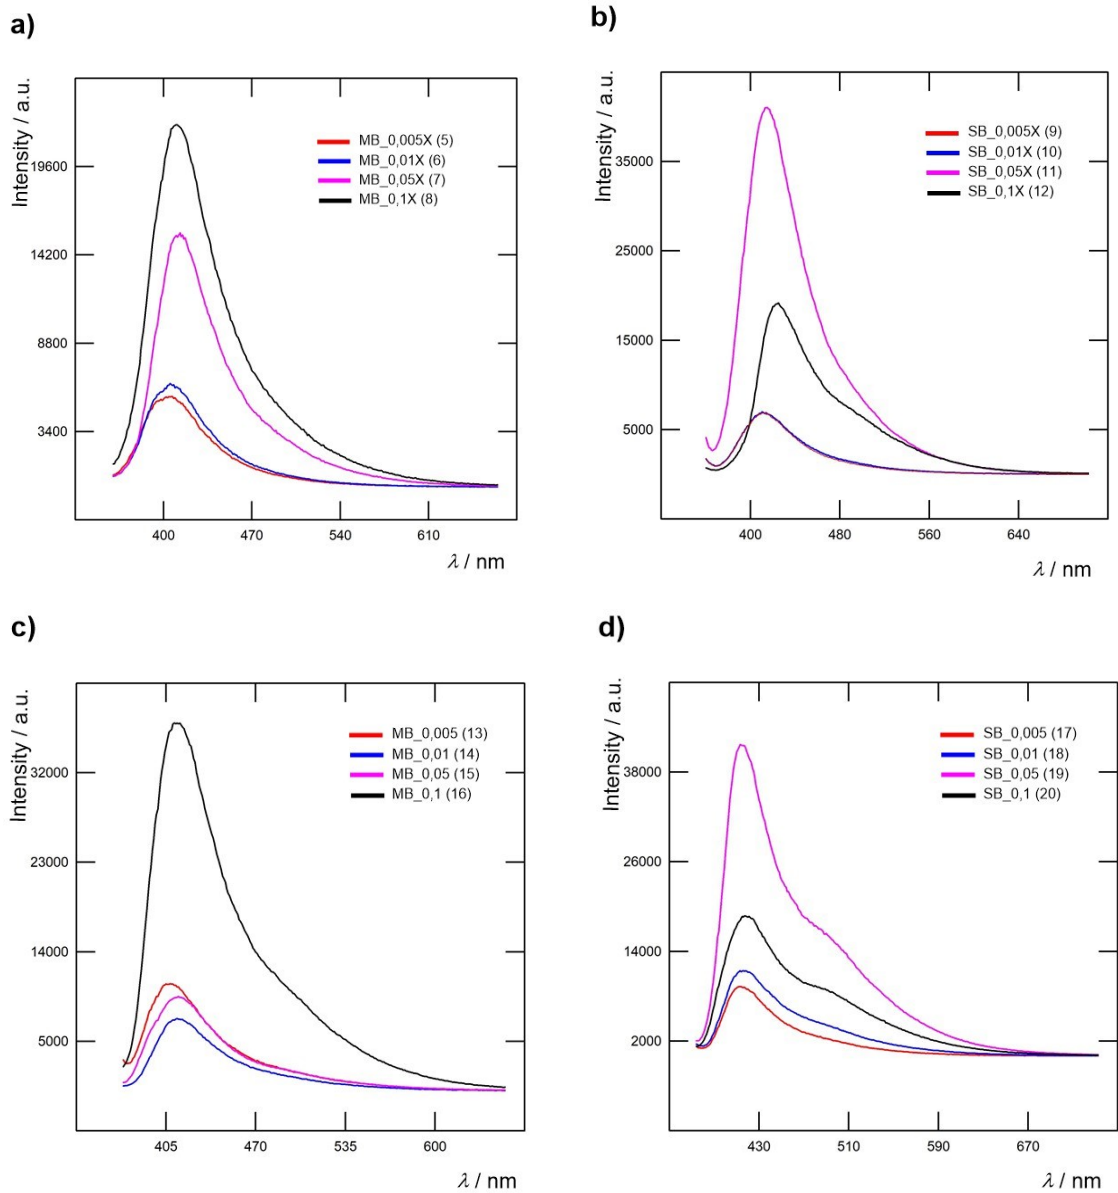 a)
Intensity / a.u.
MB_0,005X (5)
MB_0,01X (6)
MB_0,05X (7)
MB_0,1X (8)
19600
14200
8800
3400
400 470 540 610
λ / nm
b)
Intensity / a.u.
SB_0,005X (9)
SB_0,01X (10)
SB_0,05X (11)
SB_0,1X (12)
35000
25000
15000
5000
400 480 560 640
λ / nm
c)
Intensity / a.u.
MB_0,005 (13)
MB_0,01 (14)
MB_0,05 (15)
MB_0,1 (16)
32000
23000
14000
5000
405 470 535 600
λ / nm
d)
Intensity / a.u.
SB_0,005 (17)
SB_0,01 (18)
SB_0,05 (19)
SB_0,1 (20)
38000
26000
14000
2000
430 510 590 670
λ / nm